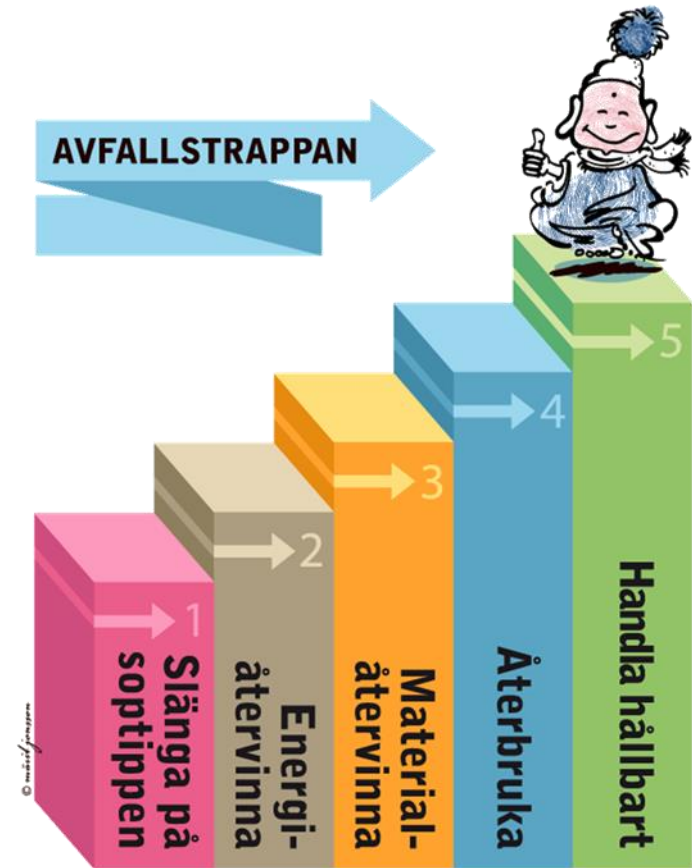 AVFALLSTRAPPAN
1
Slänga på
soptippen
2
Energi-
återvinna
3
Material-
återvinna
4
Återbruka
5
Handla hållbart